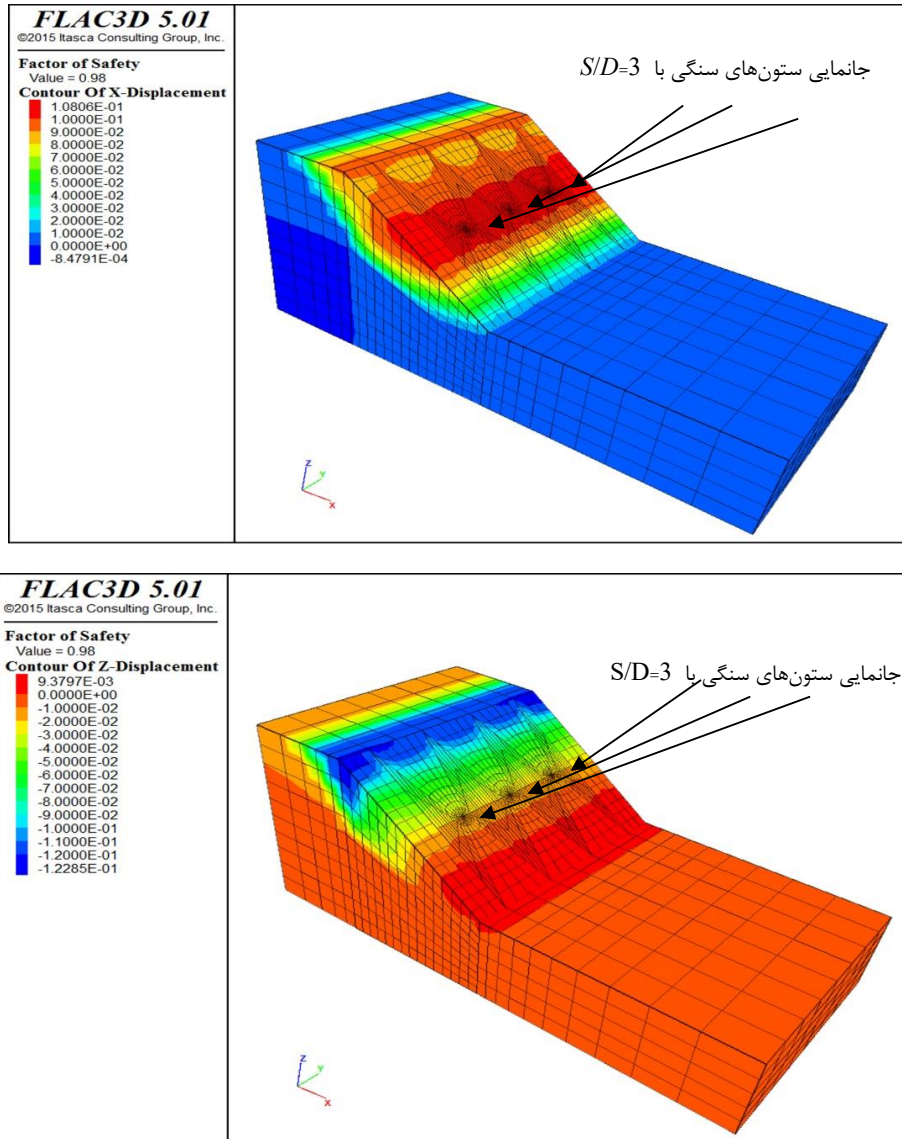 FLAC3D 5.01
©2015 Itasca Consulting Group, Inc.
Factor of Safety
Value = 0.98
Contour Of X-Displacement
1.0806E-01
1.0000E-01
9.0000E-02
8.0000E-02
7.0000E-02
6.0000E-02
5.0000E-02
4.0000E-02
3.0000E-02
2.0000E-02
1.0000E-02
0.0000E+00
-8.4791E-04
جانمایی ستون‌های سنگی با S/D=3
Z
Y
X
FLAC3D 5.01
©2015 Itasca Consulting Group, Inc.
Factor of Safety
Value = 0.98
Contour Of Z-Displacement
9.3797E-03
0.0000E+00
-1.0000E-02
-2.0000E-02
-3.0000E-02
-4.0000E-02
-5.0000E-02
-6.0000E-02
-7.0000E-02
-8.0000E-02
-9.0000E-02
-1.0000E-01
-1.1000E-01
-1.2000E-01
-1.2285E-01
جانمایی ستون‌های سنگی با S/D=3
Z
Y
X